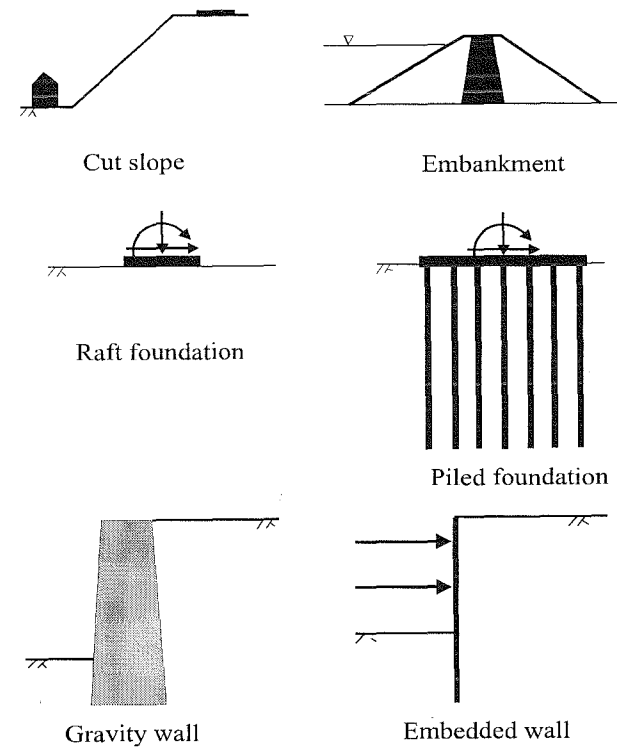 Cut slope
Embankment
Raft foundation
Piled foundation
Gravity wall
Embedded wall